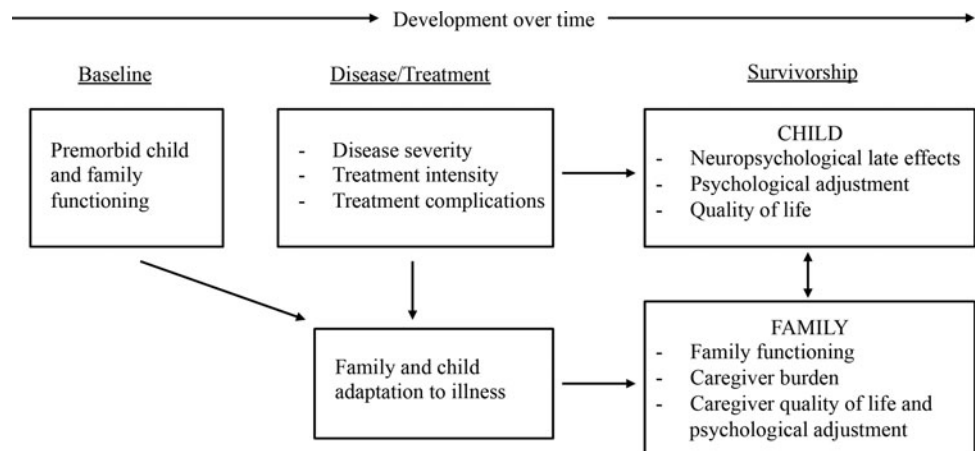 Development over time
Baseline
Disease/Treatment
Survivorship
Premorbid child
and family
functioning
- Disease severity
- Treatment intensity
- Treatment complications
CHILD
- Neuropsychological late effects
- Psychological adjustment
- Quality of life
Family and child
adaptation to illness
FAMILY
- Family functioning
- Caregiver burden
- Caregiver quality of life and
psychological adjustment